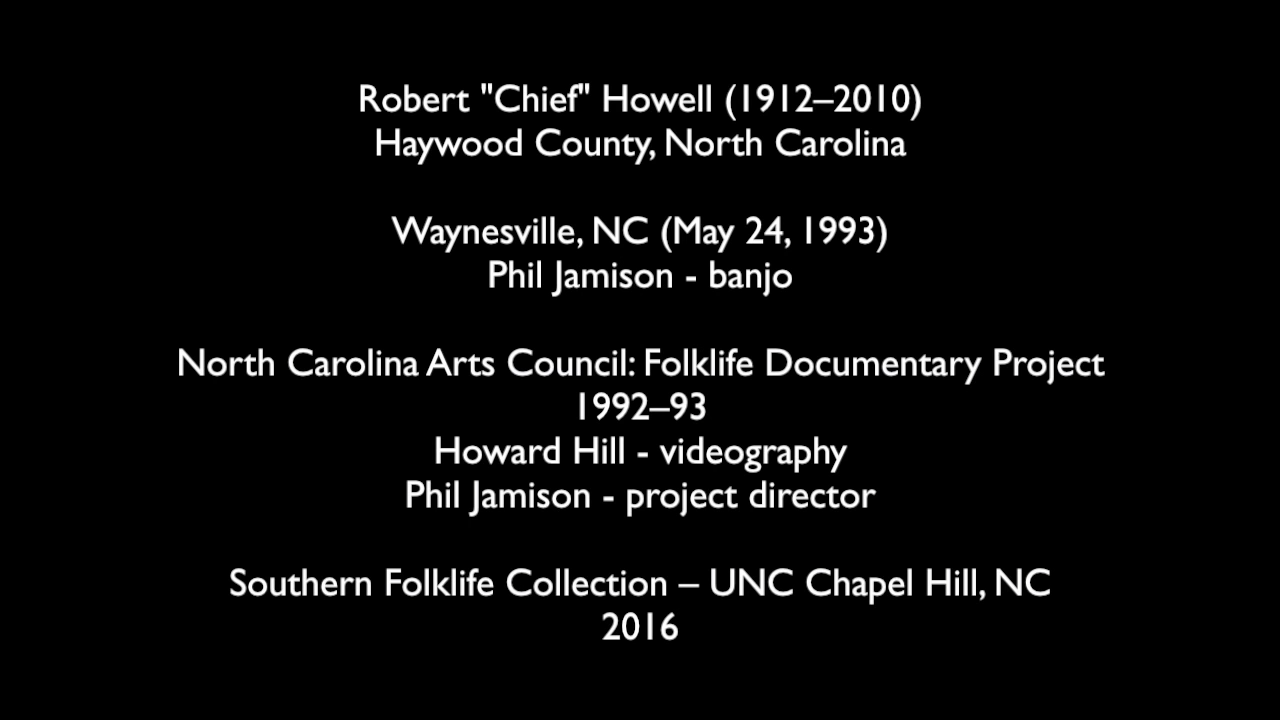 Robert "Chief" Howell (1912–2010)
Haywood County, North Carolina
Waynesville, NC (May 24, 1993)
Phil Jamison - banjo
North Carolina Arts Council: Folklife Documentary Project
1992–93
Howard Hill - videography
Phil Jamison - project director
Southern Folklife Collection – UNC Chapel Hill, NC
2016